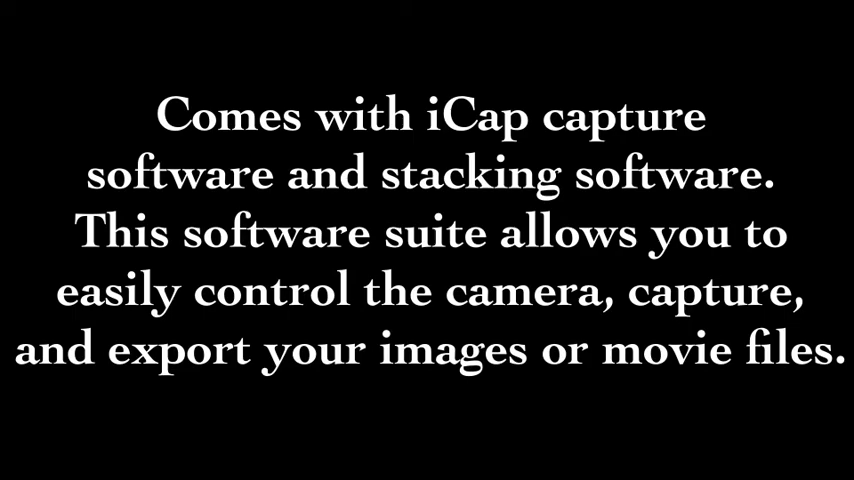 Comes with iCap capture
software and stacking software.
This software suite allows you to
easily control the camera, capture,
and export your images or movie files.